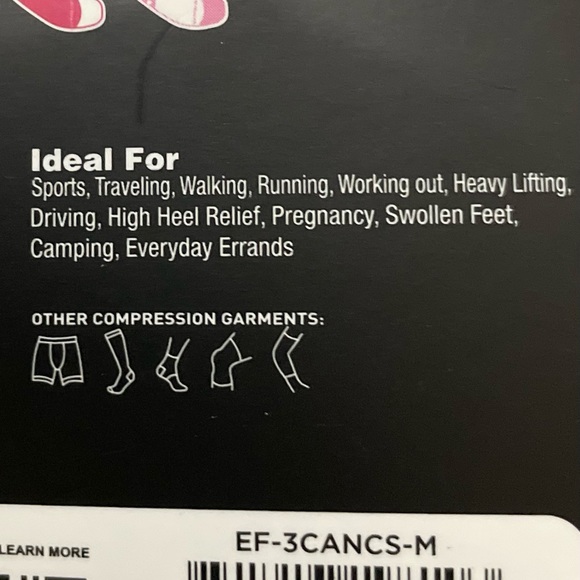 Ideal For
Sports, Traveling, Walking, Running, Working out, Heavy Lifting,
Driving, High Heel Relief, Pregnancy, Swollen Feet,
Camping, Everyday Errands
OTHER COMPRESSION GARMENTS:
LEARN MORE
EF-3CANCS-M